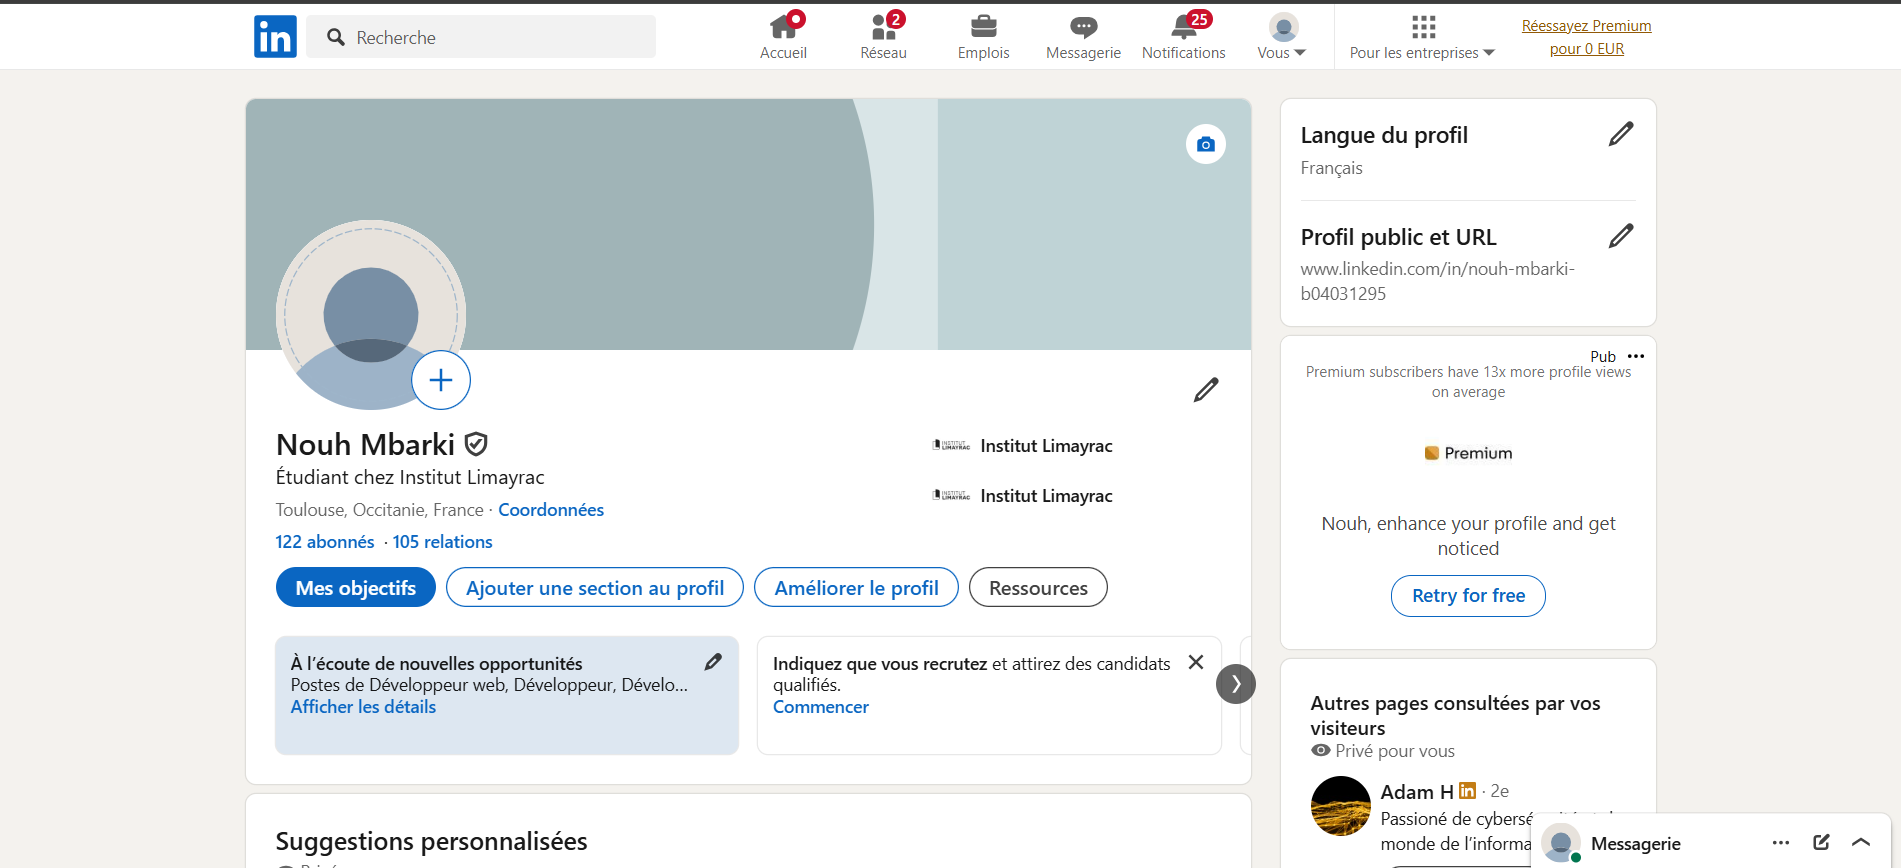 in
Recherche
Accueil
2
Réseau
Emplois
Messagerie
25
Notifications
Vous
Pour les entreprises
Réessayez Premium
pour 0 EUR
Nouh Mbarki
Étudiant chez Institut Limayrac
Toulouse, Occitanie, France · Coordonnées
122 abonnés · 105 relations
INSTITUT
LIMAYRAC
Institut Limayrac
INSTITUT
LIMAYRAC
Institut Limayrac
Mes objectifs
Ajouter une section au profil
Améliorer le profil
Ressources
À l’écoute de nouvelles opportunités
Postes de Développeur web, Développeur, Dévelo...
Afficher les détails
Indiquez que vous recrutez et attirez des candidats
qualifiés.
Commencer
Suggestions personnalisées
Langue du profil
Français
Profil public et URL
www.linkedin.com/in/nouh-mbarki-
b04031295
Pub
Premium subscribers have 13x more profile views
on average
Premium
Nouh, enhance your profile and get
noticed
Retry for free
Autres pages consultées par vos
visiteurs
Privé pour vous
Adam H in · 2e
Passioné de cybersé
monde de l’informa
Messagerie